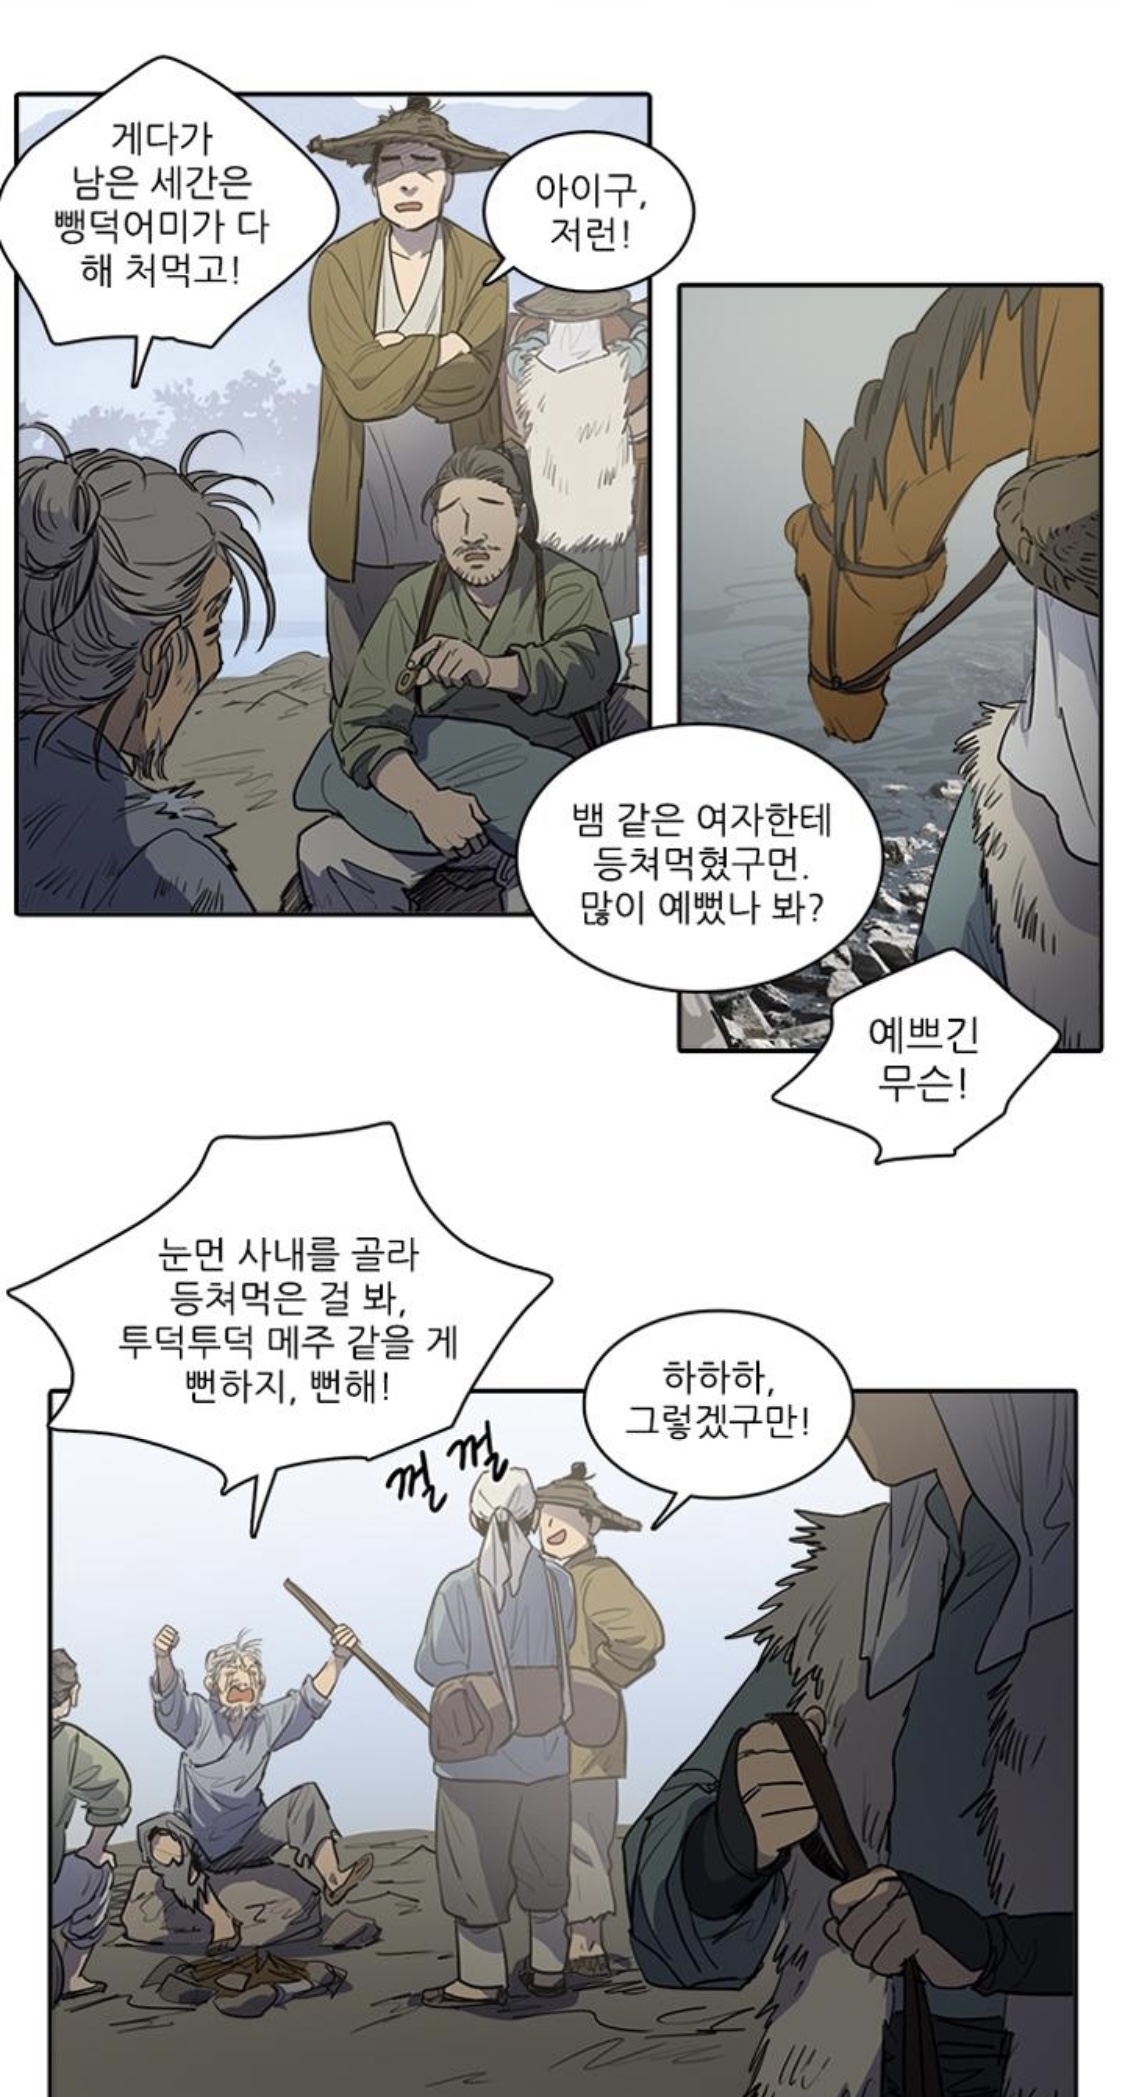 게다가
남은 세간은
뺑덕어미가 다
해 처먹고!
아이구,
저런!
뱀 같은 여자한테
등쳐먹혔구먼.
많이 예뻤나 봐?
예쁘긴
무슨!
눈먼 사내를 골라
등쳐먹은 걸 봐,
투덕투덕 메주 같을 게
뻔하지, 뻔해!
하하하,
그렇겠구만!
껄 껄